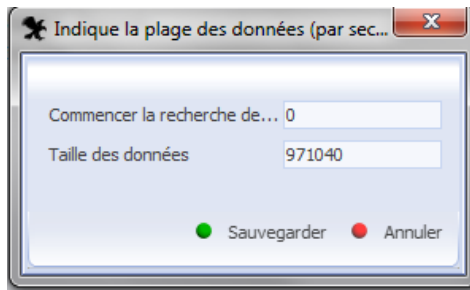 Indique la plage des données (par sec...
Commencer la recherche de... 0
Taille des données 971040
Sauvegarder Annuler